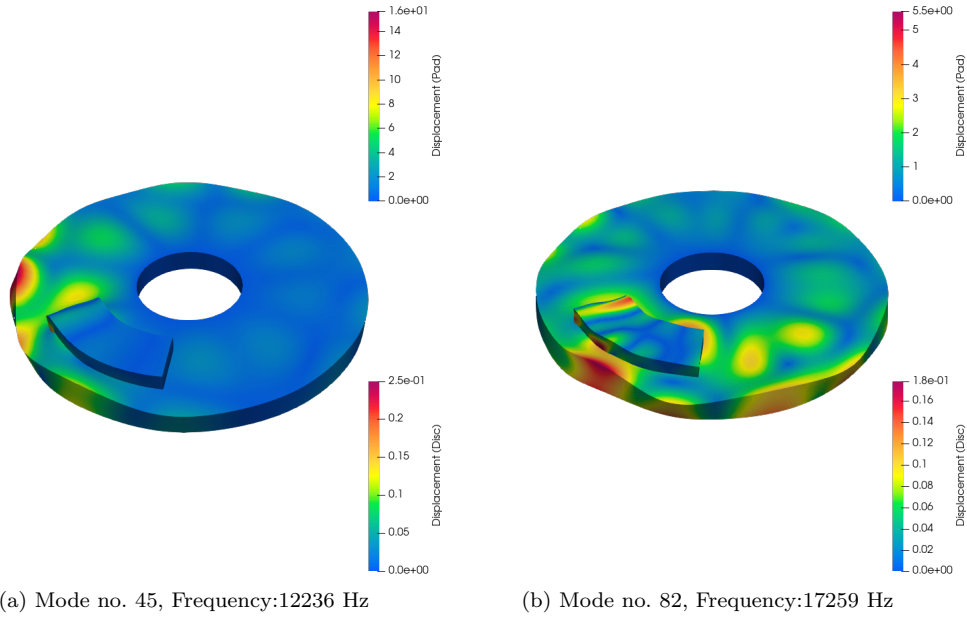 1.6e+01
14
12
10
8
6
4
2
0.0e+00
Displacement (Pad)
2.5e-01
0.2
0.15
0.1
0.05
0.0e+00
Displacement (Disc)
(a) Mode no. 45, Frequency:12236 Hz
5.5e+00
5
4
3
2
1
0.0e+00
Displacement (Pad)
1.8e-01
0.16
0.14
0.12
0.1
0.08
0.06
0.04
0.02
0.0e+00
Displacement (Disc)
(b) Mode no. 82, Frequency:17259 Hz